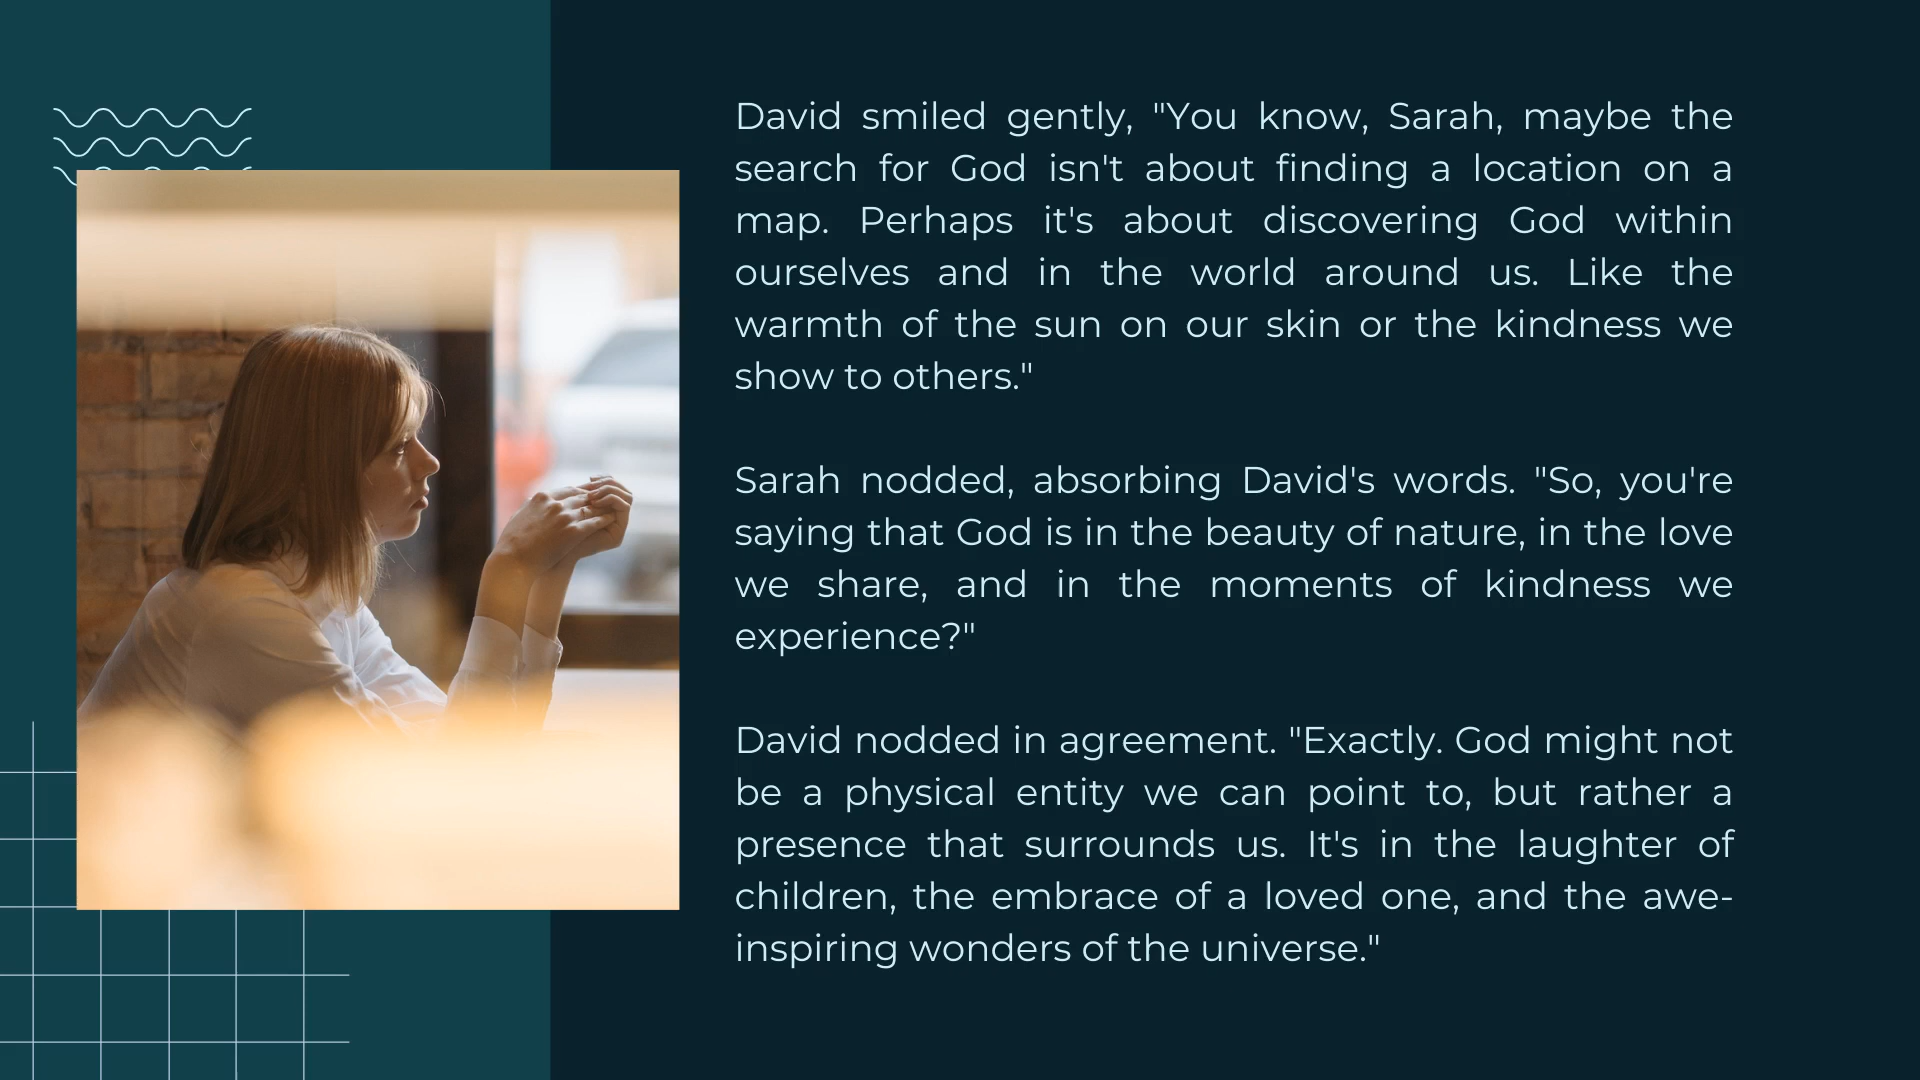 David smiled gently, "You know, Sarah, maybe the
search for God isn't about finding a location on a
map. Perhaps it's about discovering God within
ourselves and in the world around us. Like the
warmth of the sun on our skin or the kindness we
show to others."
Sarah nodded, absorbing David's words. "So, you're
saying that God is in the beauty of nature, in the love
we share, and in the moments of kindness we
experience?"
David nodded in agreement. "Exactly. God might not
be a physical entity we can point to, but rather a
presence that surrounds us. It's in the laughter of
children, the embrace of a loved one, and the awe-
inspiring wonders of the universe."